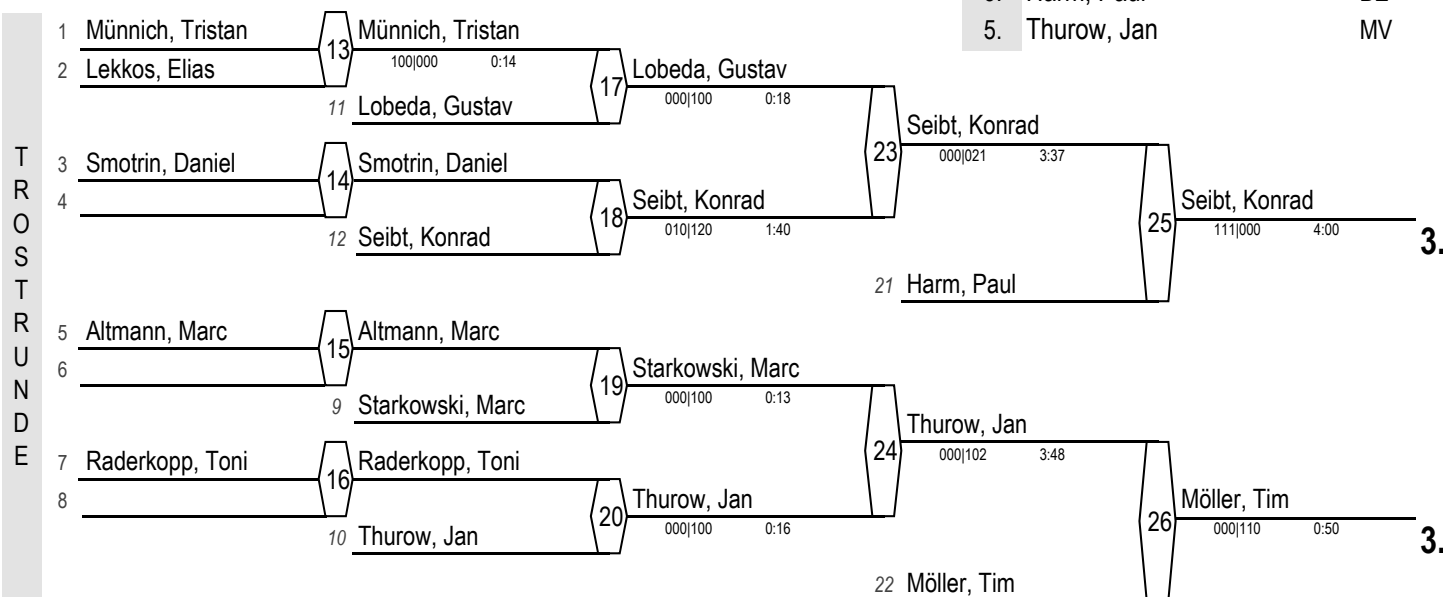 5. Thurow, Jan MV
TROSTRUNDE
1 Münnich, Tristan
2 Lekkos, Elias
13 Münnich, Tristan
100|000 0:14
11 Lobeda, Gustav
17 Lobeda, Gustav
000|100 0:18
3 Smotrin, Daniel
4
14 Smotrin, Daniel
12 Seibt, Konrad
18 Seibt, Konrad
010|120 1:40
23 Seibt, Konrad
000|021 3:37
21 Harm, Paul
25 Seibt, Konrad
111|000 4:00
3.
5 Altmann, Marc
6
15 Altmann, Marc
9 Starkowski, Marc
19 Starkowski, Marc
000|100 0:13
7 Raderkopp, Toni
8
16 Raderkopp, Toni
10 Thurow, Jan
20 Thurow, Jan
000|100 0:16
24 Thurow, Jan
000|102 3:48
22 Möller, Tim
26 Möller, Tim
000|110 0:50
3.